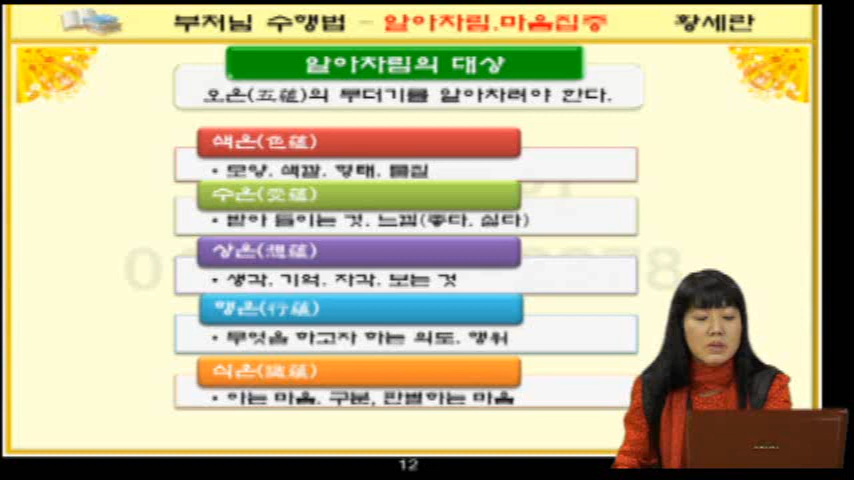 부처님 수행법 - 알아차림.마음집중 황세란
알아차림의 대상
오온(五蘊)의 무더기를 알아차려야 한다.
색온(色蘊)
• 모양, 색깔, 형태, 물질
수온(受蘊)
• 받아 들이는 것, 느낌(좋다, 싫다)
상온(想蘊)
• 생각, 기억, 자각, 보는 것
행온(行蘊)
• 무엇을 하고자 하는 의도, 행위
식온(識蘊)
• 아는 마음, 구분, 판별하는 마음
12